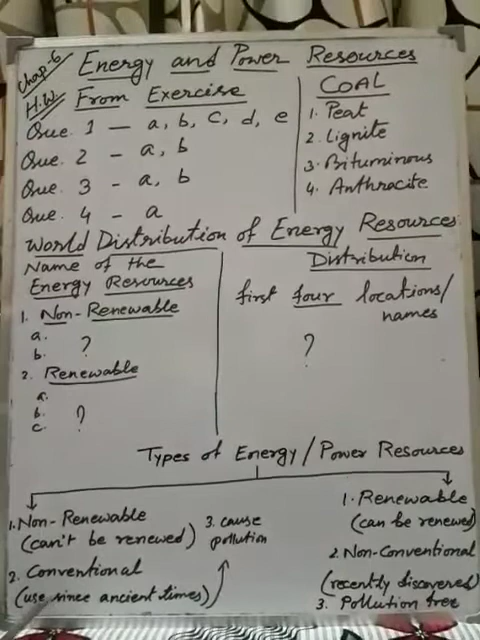 Chap-6
Energy and Power Resources
H.W. From Exercise
Que. 1 — a, b, c, d, e
Que. 2 - a, b
Que. 3 - a, b
Que. 4 - a
COAL
1. Peat
2. Lignite
3. Bituminous
4. Anthracite
World Distribution of Energy Resources
Name of the
Energy Resources
1. Non-Renewable
a.
b. ?
2. Renewable
a.
b. ?
c.
Distribution
first four locations/
names
?
Types of Energy/Power Resources
1. Non-Renewable
(can't be renewed)
2. Conventional
(use since ancient times)
3. cause
pollution
1. Renewable
(can be renewed)
2. Non-Conventional
(recently discovered)
3. Pollution free